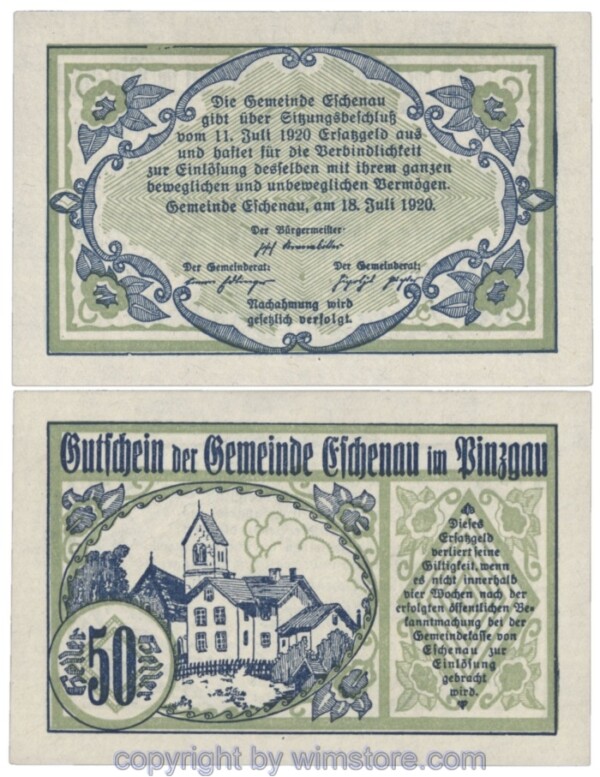 Die Gemeinde Eschenau
gibt über Sitzungsbeschluß
vom 11. Juli 1920 Ersatzgeld aus
und haftet für die Verbindlichkeit
zur Einlösung desselben mit ihrem ganzen
beweglichen und unbeweglichen Vermögen.
Gemeinde Eschenau, am 18. Juli 1920.
Der Bürgermeister:
Der Gemeinderat: Der Gemeinderat:
Nachahmung wird
gesetzlich verfolgt.
Gutschein der Gemeinde Eschenau im Pinzgau
Heller 50 Heller
Dieses
Ersatzgeld
verliert seine
Giltigkeit, wenn
es nicht innerhalb
vier Wochen nach der
erfolgten öffentlichen Be-
kanntmachung bei der
Gemeindekasse von
Eschenau zur
Einlösung
gebracht
wird.
copyright by wimstore.com